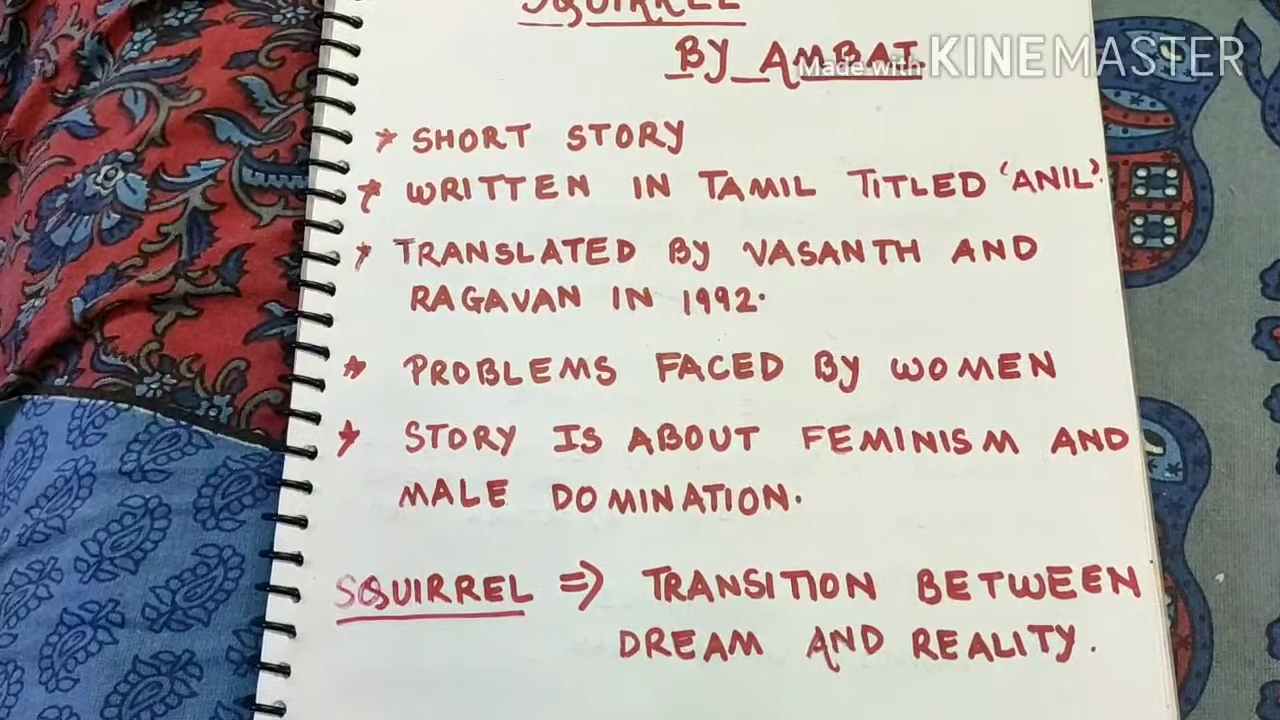 SQUIRREL
BY AMBAI
Made with KINEMASTER
* SHORT STORY
* WRITTEN IN TAMIL TITLED 'ANIL'.
* TRANSLATED BY VASANTH AND
RAGAVAN IN 1992.
* PROBLEMS FACED BY WOMEN
* STORY IS ABOUT FEMINISM AND
MALE DOMINATION.
SQUIRREL => TRANSITION BETWEEN
DREAM AND REALITY.